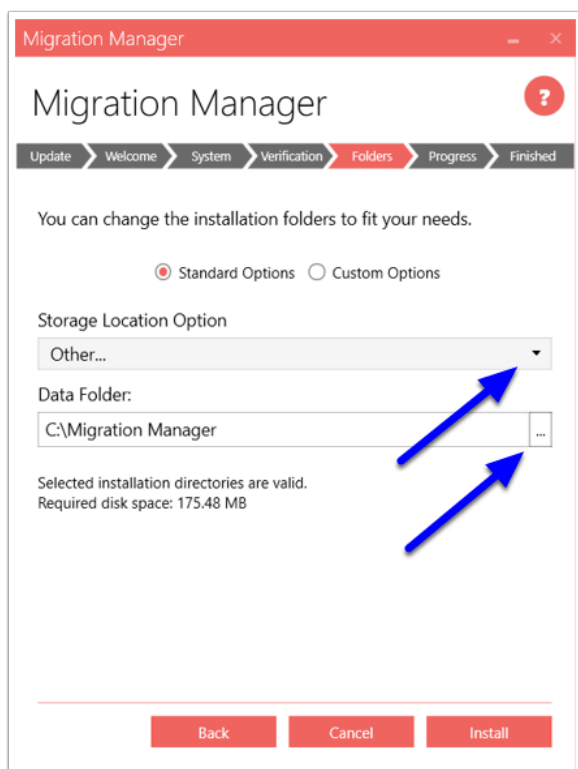 Migration Manager
Migration Manager
?
Update Welcome System Verification Folders Progress Finished
You can change the installation folders to fit your needs.
Standard Options Custom Options
Storage Location Option
Other...
Data Folder:
C:\Migration Manager
...
Selected installation directories are valid.
Required disk space: 175.48 MB
Back Cancel Install